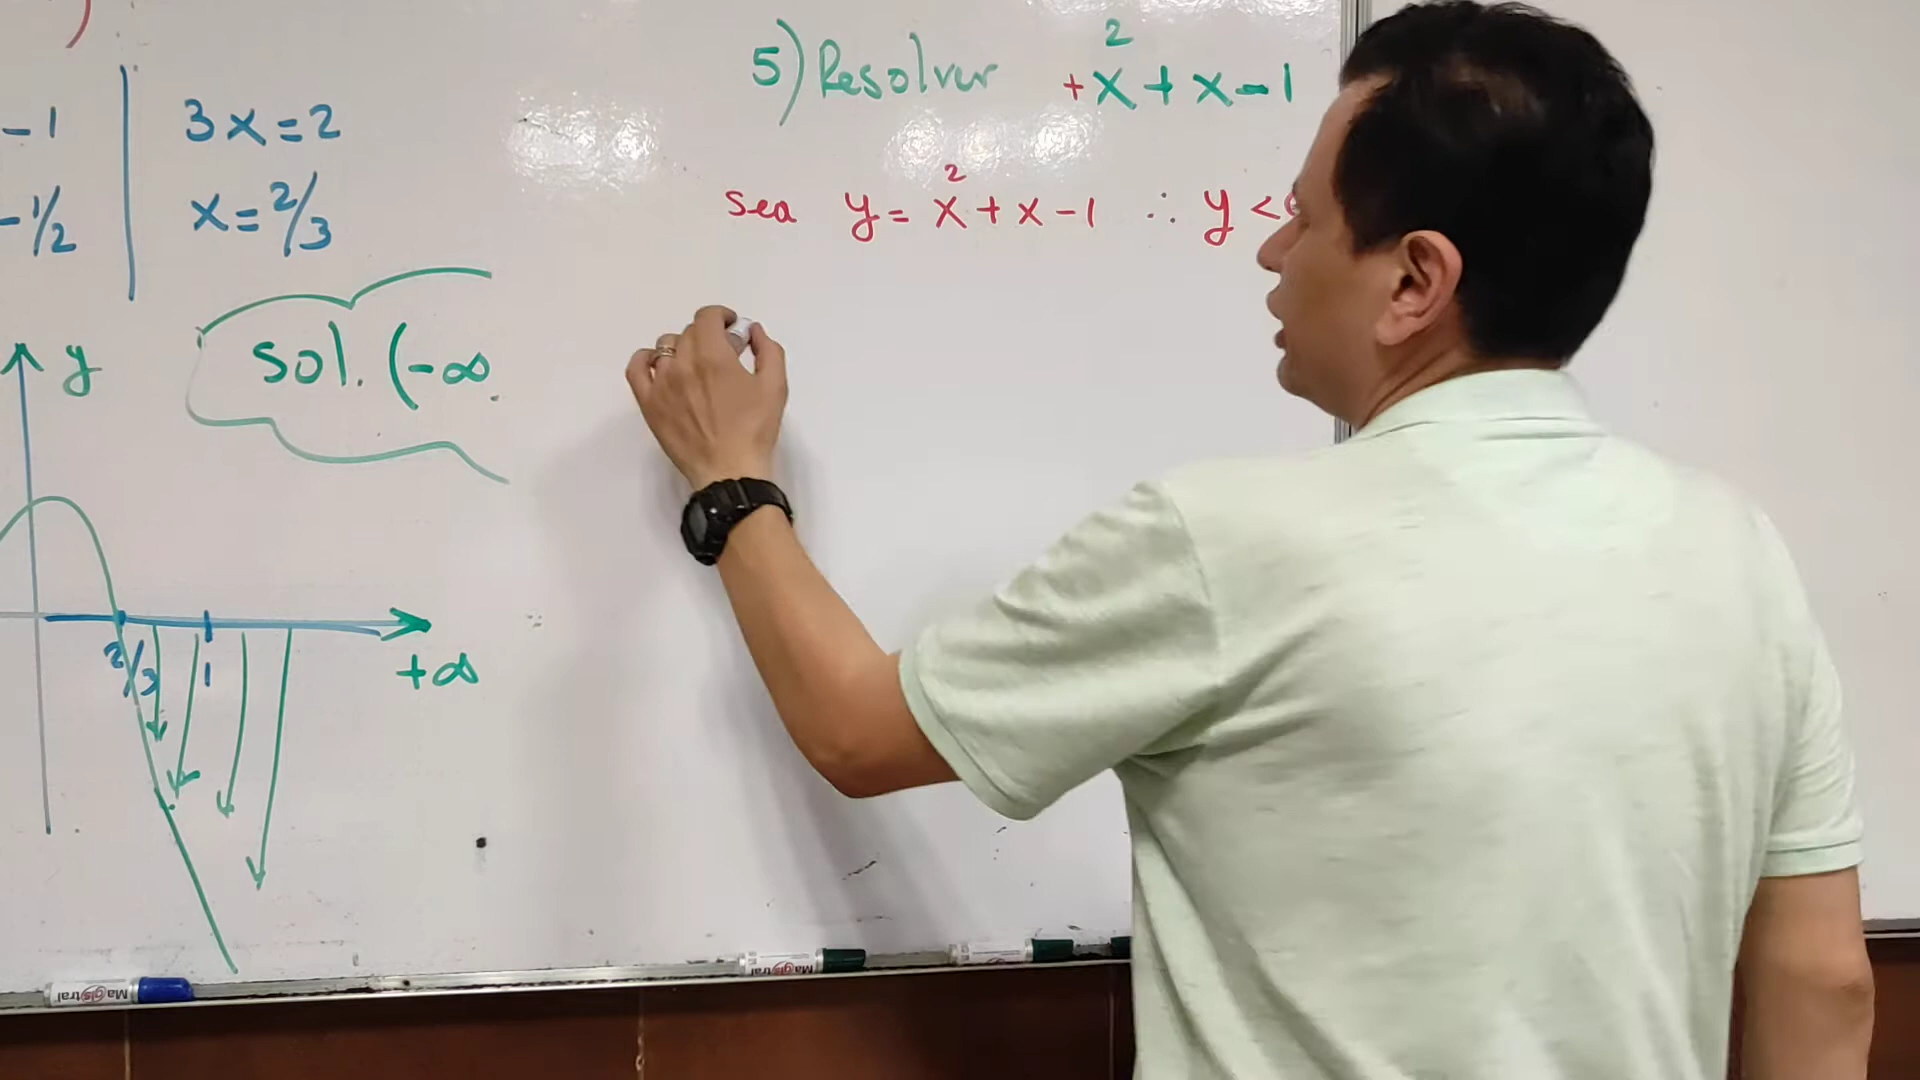 -1
3x=2
-1/2
x=2/3
sol. (-∞
y
2/3
1
+∞
5) Resolver +x²+x-1
Sea y=x²+x-1 ∴ y<
Magistral
Magistral
Magistral